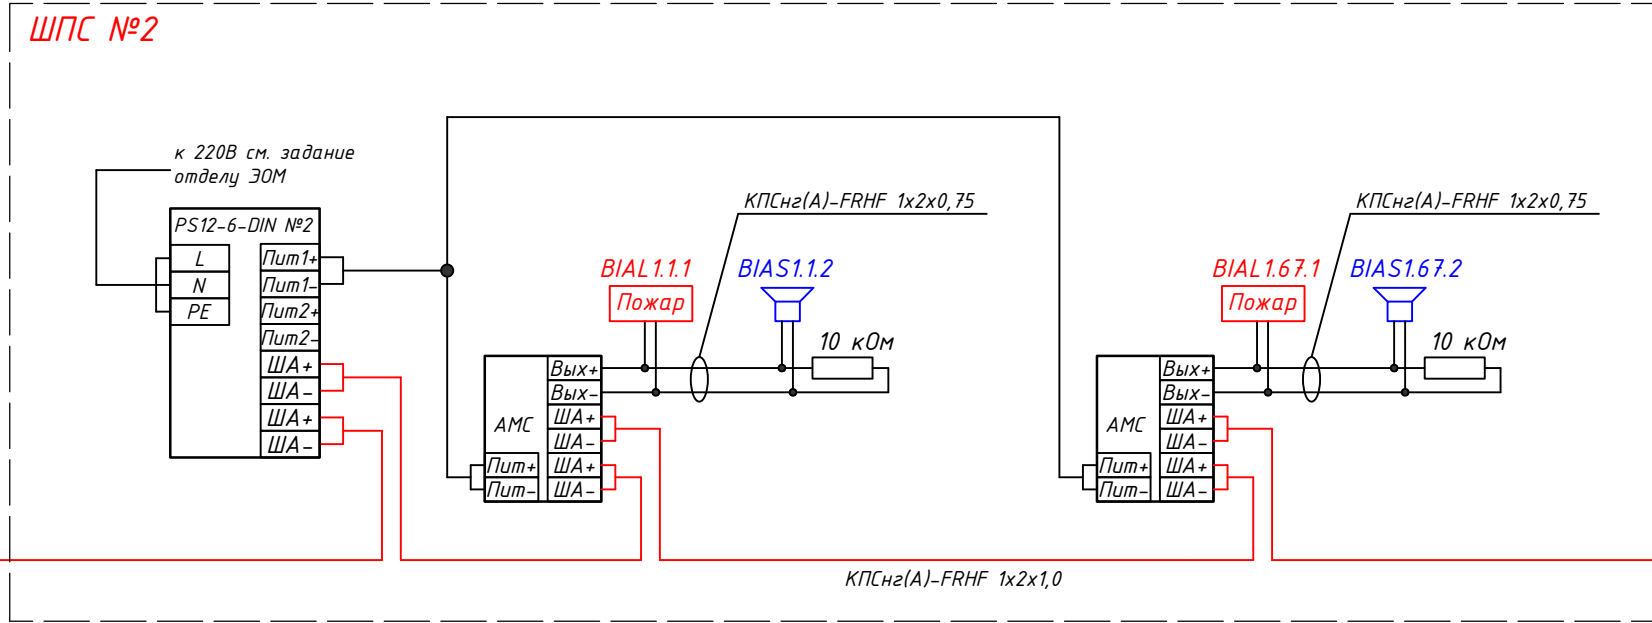 ШПС №2
к 220В см. задание
отделу ЭОМ
PS12-6-DIN №2
L
N
PE
Пит1+
Пит1-
Пит2+
Пит2-
ША+
ША-
ША+
ША-
КПСнг(А)-FRHF 1х2х0,75
BIAL1.1.1
Пожар
BIAS1.1.2
10 кОм
АМС
Вых+
Вых-
ША+
ША-
ША+
ША-
Пит+
Пит-
КПСнг(А)-FRHF 1х2х0,75
BIAL1.67.1
Пожар
BIAS1.67.2
10 кОм
АМС
Вых+
Вых-
ША+
ША-
ША+
ША-
Пит+
Пит-
КПСнг(А)-FRHF 1х2х1,0